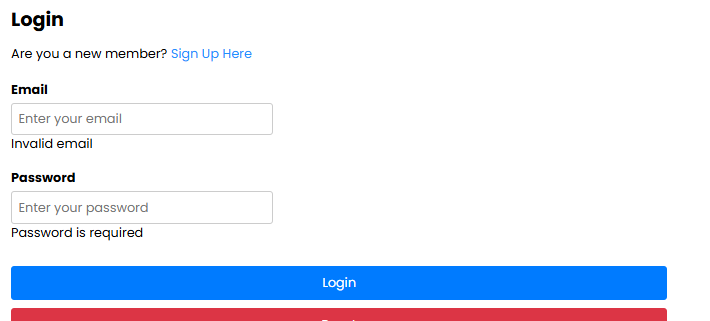 Login
Are you a new member? Sign Up Here
Email
Enter your email
Invalid email
Password
Enter your password
Password is required
Login